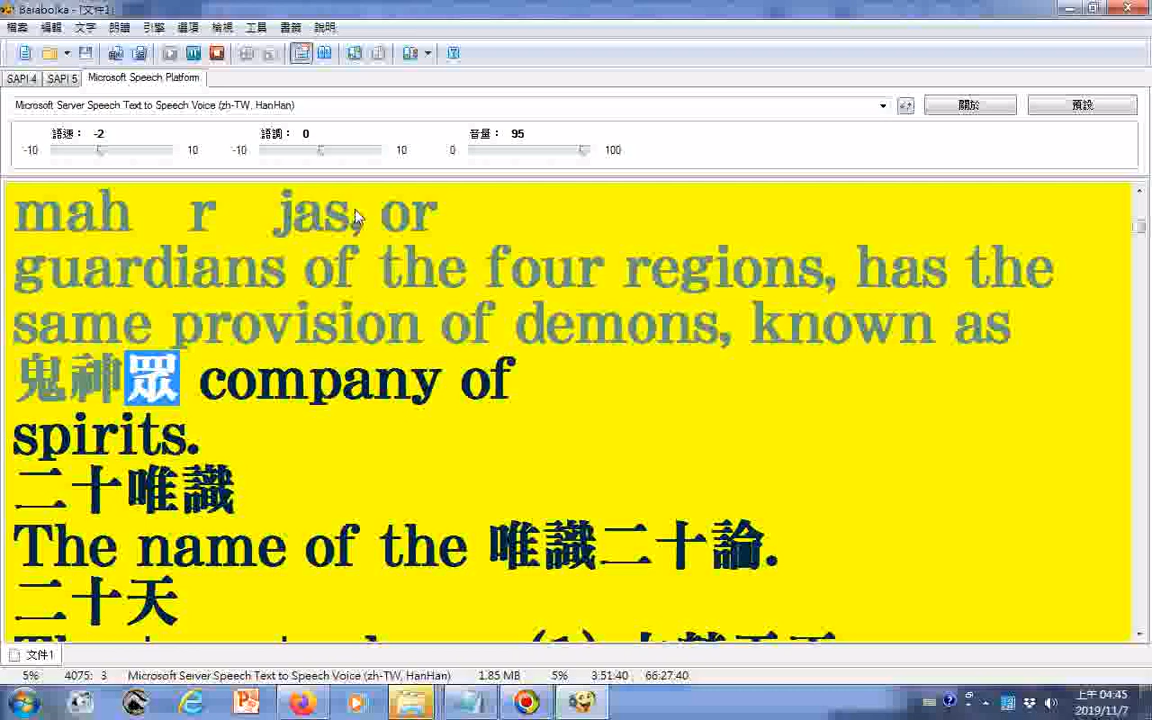 Balabolka - [文件1]
檔案 編輯 文字 朗讀 引擎 選項 檢視 工具 書籤 說明
SAPI 4 SAPI 5 Microsoft Speech Platform
Microsoft Server Speech Text to Speech Voice (zh-TW, HanHan) 關於 預設
語速： -2 語調： 0 音量： 95
-10 10 -10 10 0 100
mah r jas, or
guardians of the four regions, has the
same provision of demons, known as
鬼神眾 company of
spirits.
二十唯識
The name of the 唯識二十論.
二十天
文件1
5% 4075: 3 Microsoft Server Speech Text to Speech Voice (zh-TW, HanHan) 1.85 MB 5% 3:51:40 66:27:40
上午 04:45
2019/11/7